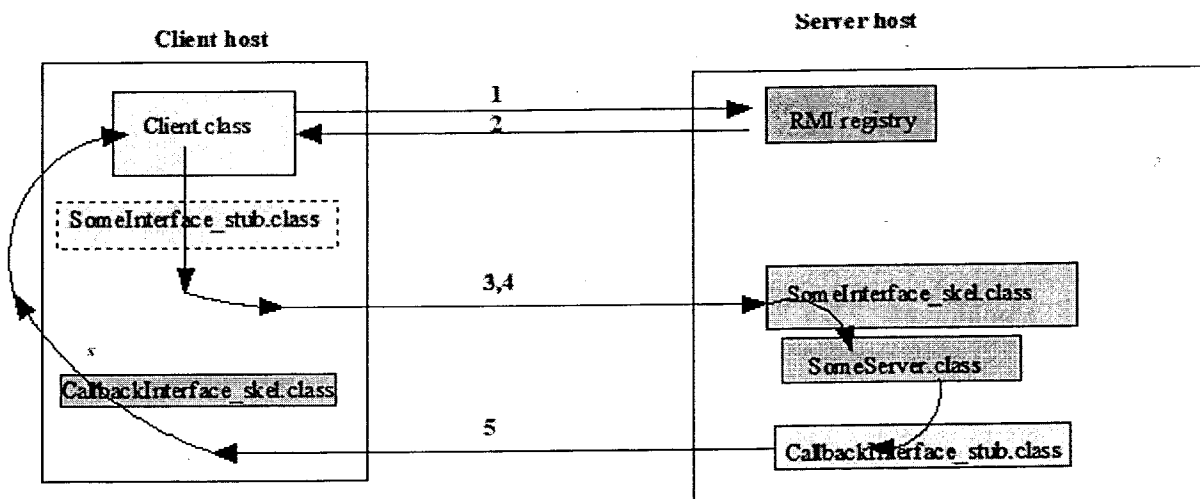 Server host
Client host
1
Client.class
2
RMI registry
SomeInterface_stub.class
3,4
SomeInterface_skel.class
SomeServer.class
CallbackInterface_skel.class
5
CallbackInterface_stub.class